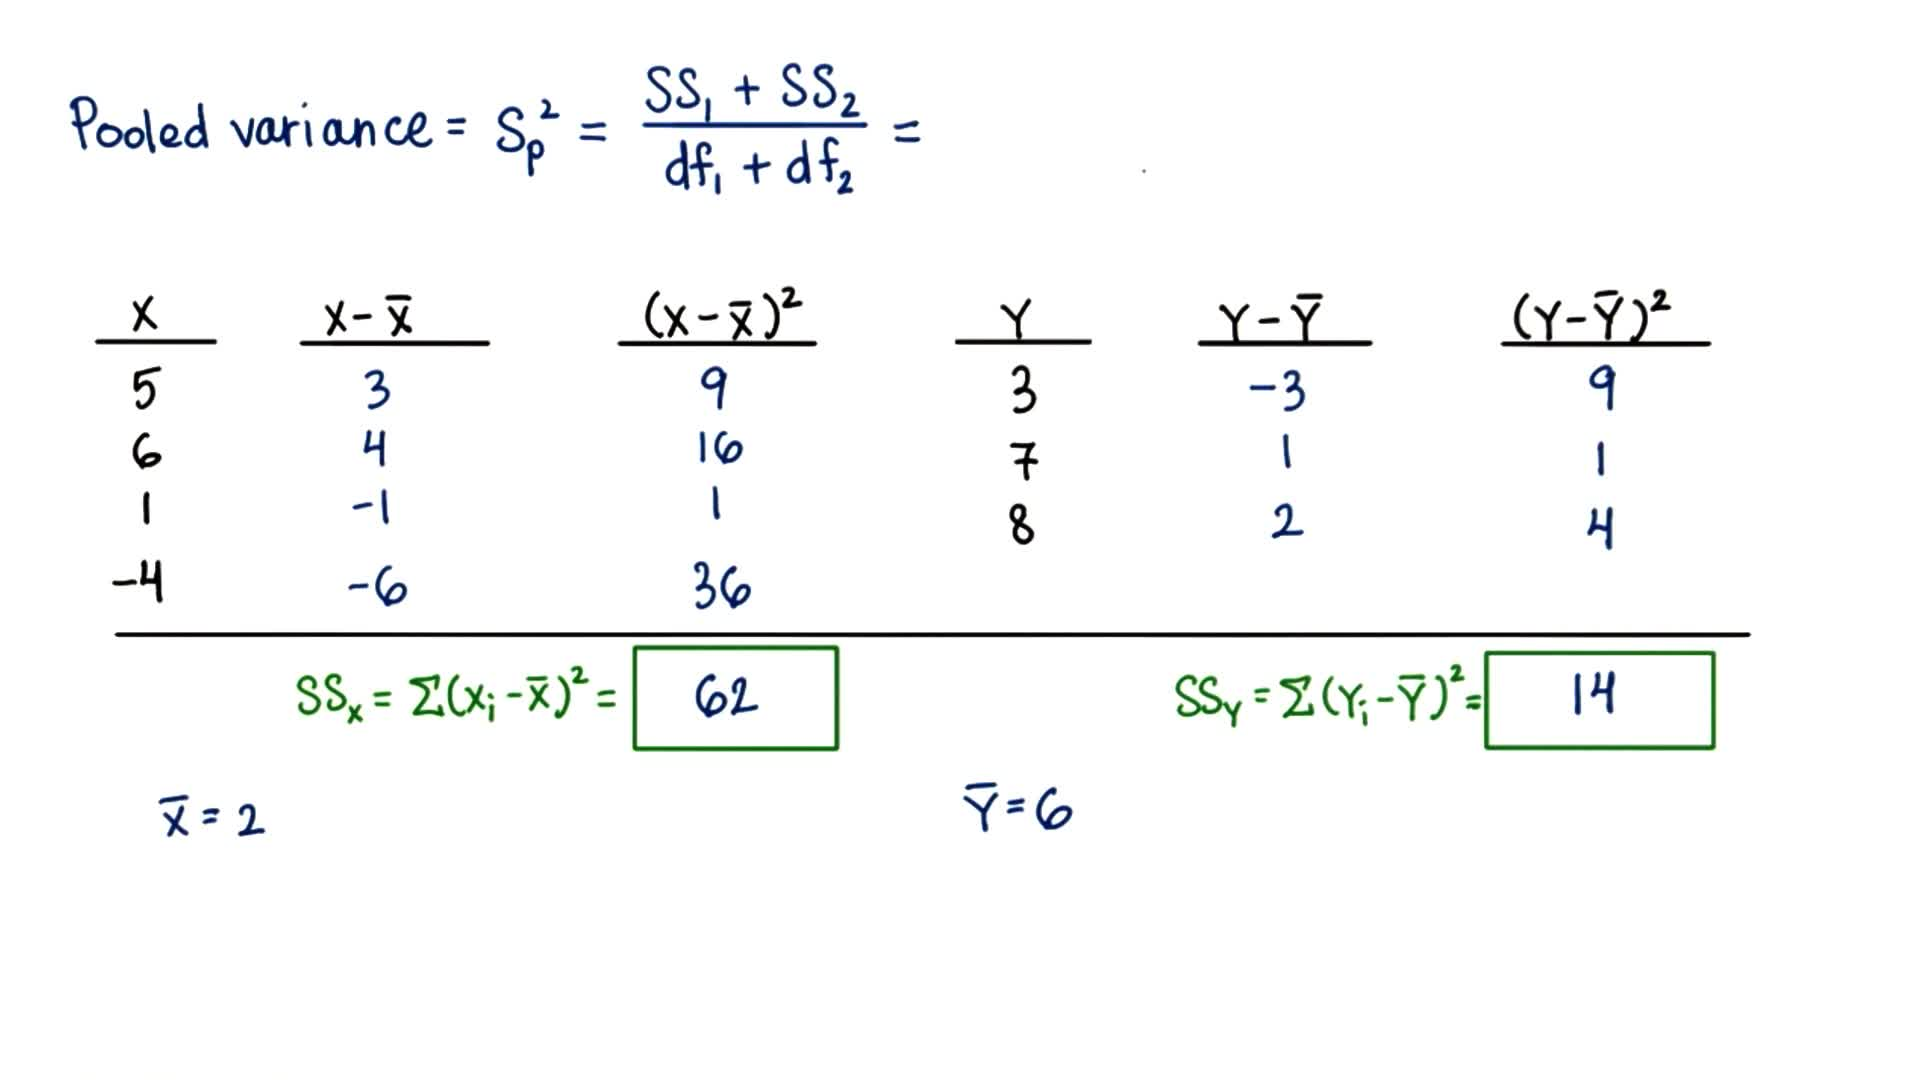 Pooled variance = Sp² = (SS₁ + SS₂) / (df₁ + df₂) =
X X - X̄ (X - X̄)² Y Y - Ȳ (Y - Ȳ)²
5 3 9 3 -3 9
6 4 16 7 1 1
1 -1 1 8 2 4
-4 -6 36
SSₓ = Σ(Xᵢ - X̄)² = 62 SSY = Σ(Yᵢ - Ȳ)² = 14
X̄ = 2 Ȳ = 6